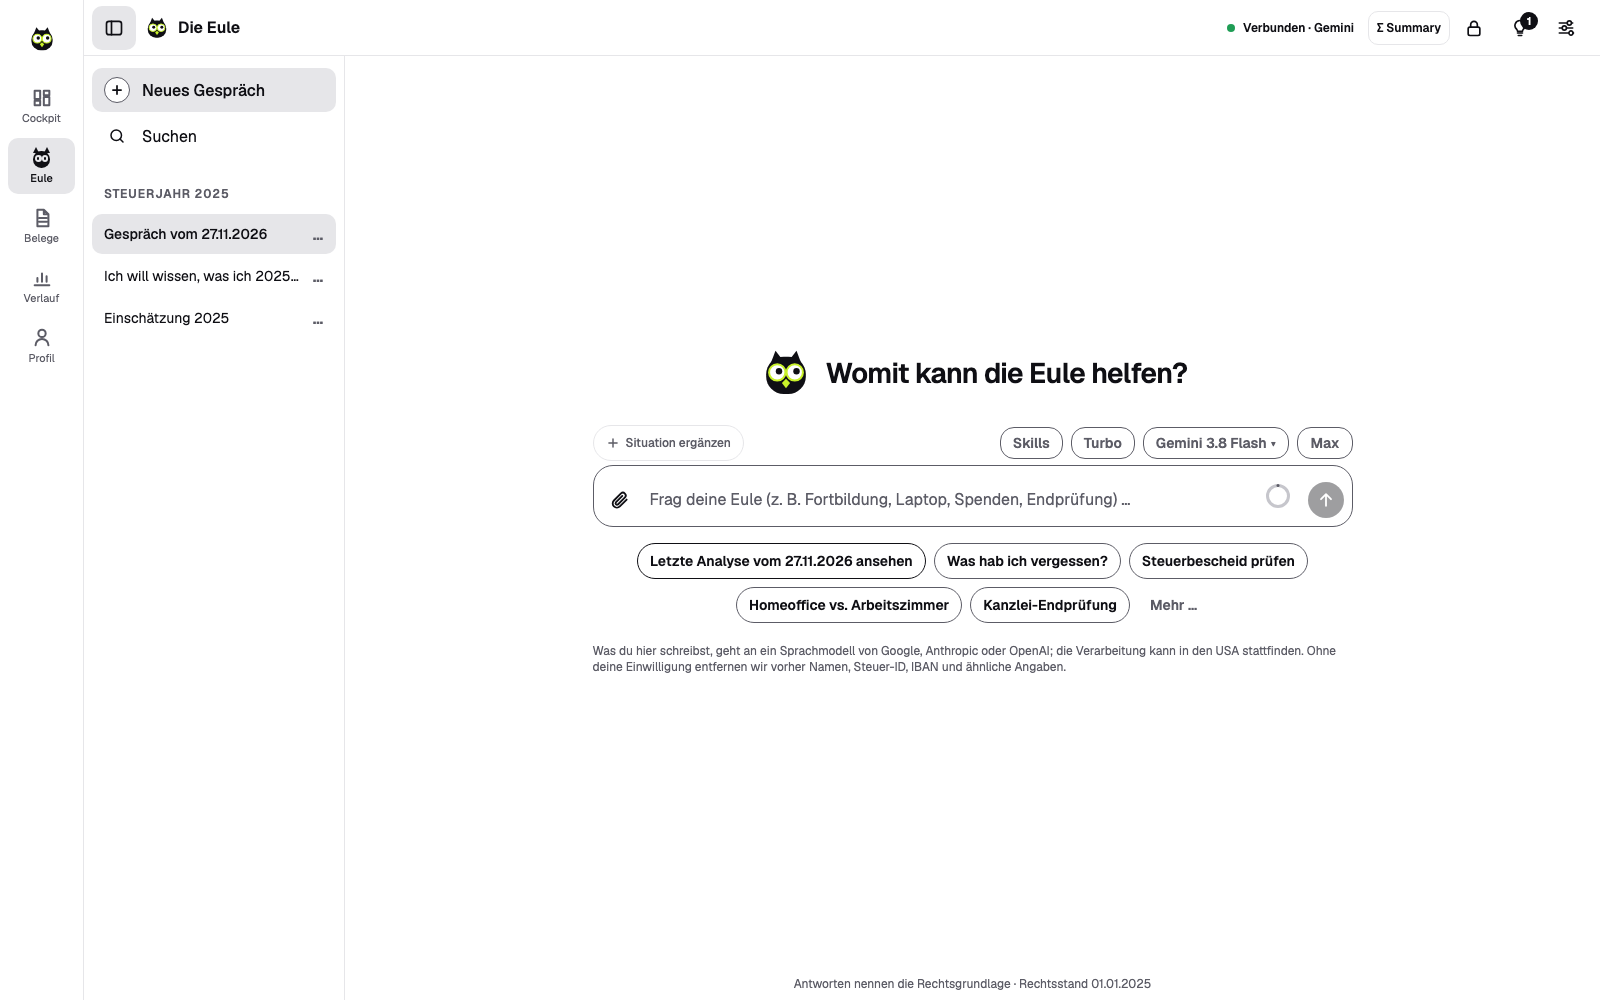 Die Eule
Verbunden · Gemini
Σ Summary
1
Cockpit
Eule
Belege
Verlauf
Profil
Neues Gespräch
Suchen
STEUERJAHR 2025
Gespräch vom 27.11.2026 ...
Ich will wissen, was ich 2025... ...
Einschätzung 2025 ...
Womit kann die Eule helfen?
+ Situation ergänzen
Skills
Turbo
Gemini 3.8 Flash ▾
Max
Frag deine Eule (z. B. Fortbildung, Laptop, Spenden, Endprüfung) ...
Letzte Analyse vom 27.11.2026 ansehen
Was hab ich vergessen?
Steuerbescheid prüfen
Homeoffice vs. Arbeitszimmer
Kanzlei-Endprüfung
Mehr ...
Was du hier schreibst, geht an ein Sprachmodell von Google, Anthropic oder OpenAI; die Verarbeitung kann in den USA stattfinden. Ohne
deine Einwilligung entfernen wir vorher Namen, Steuer-ID, IBAN und ähnliche Angaben.
Antworten nennen die Rechtsgrundlage · Rechtsstand 01.01.2025